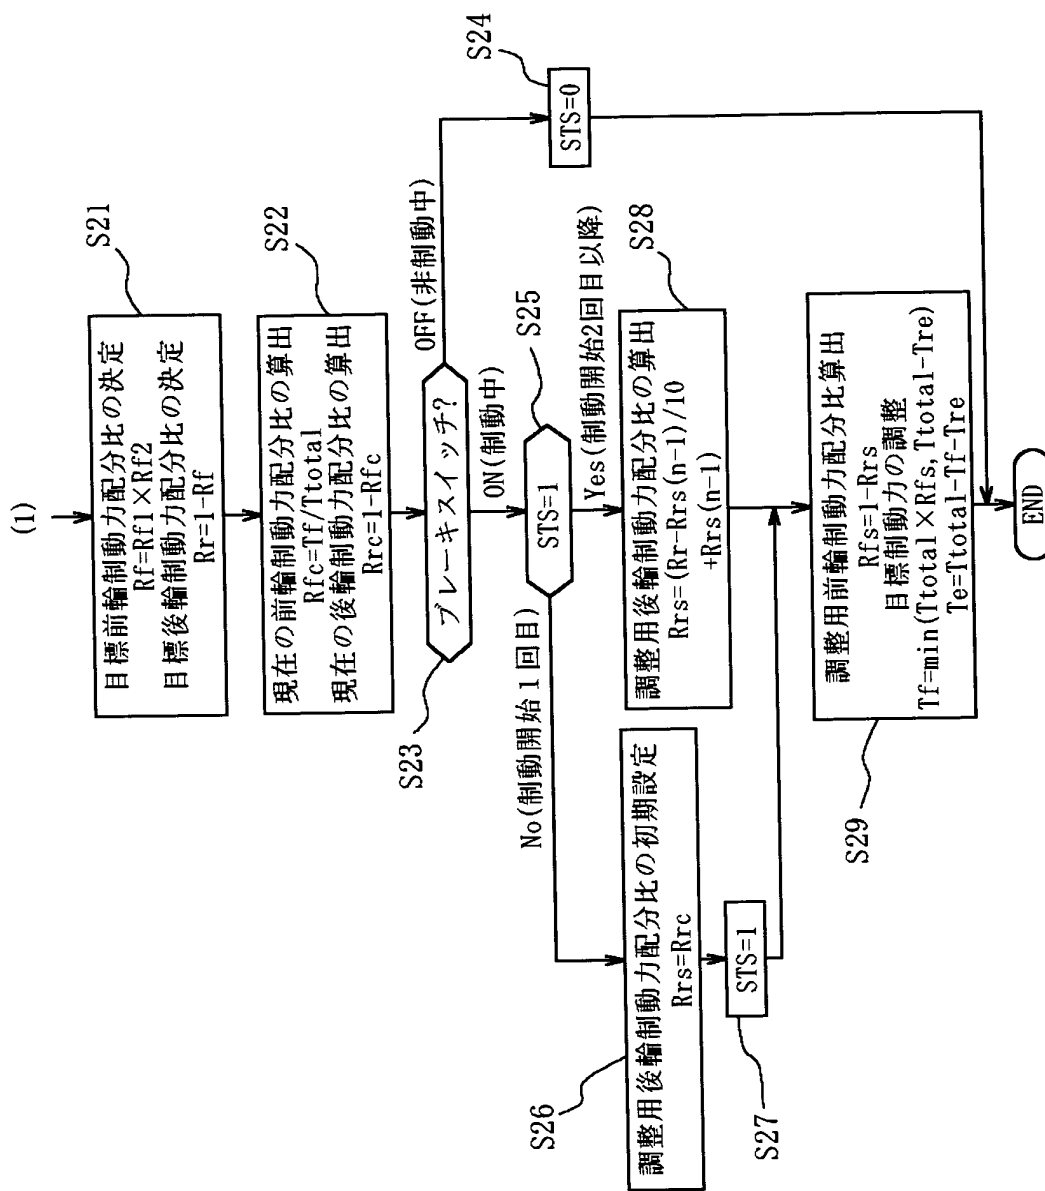 (1)
S21
目標前輪制動力配分比の決定
Rf=Rf1×Rf2
目標後輪制動力配分比の決定
Rr=1-Rf
S22
現在の前輪制動力配分比の算出
Rfc=Tf/Ttotal
現在の後輪制動力配分比の算出
Rrc=1-Rfc
S23
ブレーキスイッチ?
OFF(非制動中)
ON(制動中)
S24
STS=0
S25
STS=1
No(制動開始1回目)
Yes(制動開始2回目以降)
S26
調整用後輪制動力配分比の初期設定
Rrs=Rrc
S27
STS=1
S28
調整用後輪制動力配分比の算出
Rrs=(Rr-Rrs(n-1)/10
+Rrs(n-1)
S29
調整用前輪制動力配分比算出
Rfs=1-Rrs
目標制動力の調整
Tf=min(Ttotal×Rfs,Ttotal-Tre)
Te=Ttotal-Tf-Tre
END